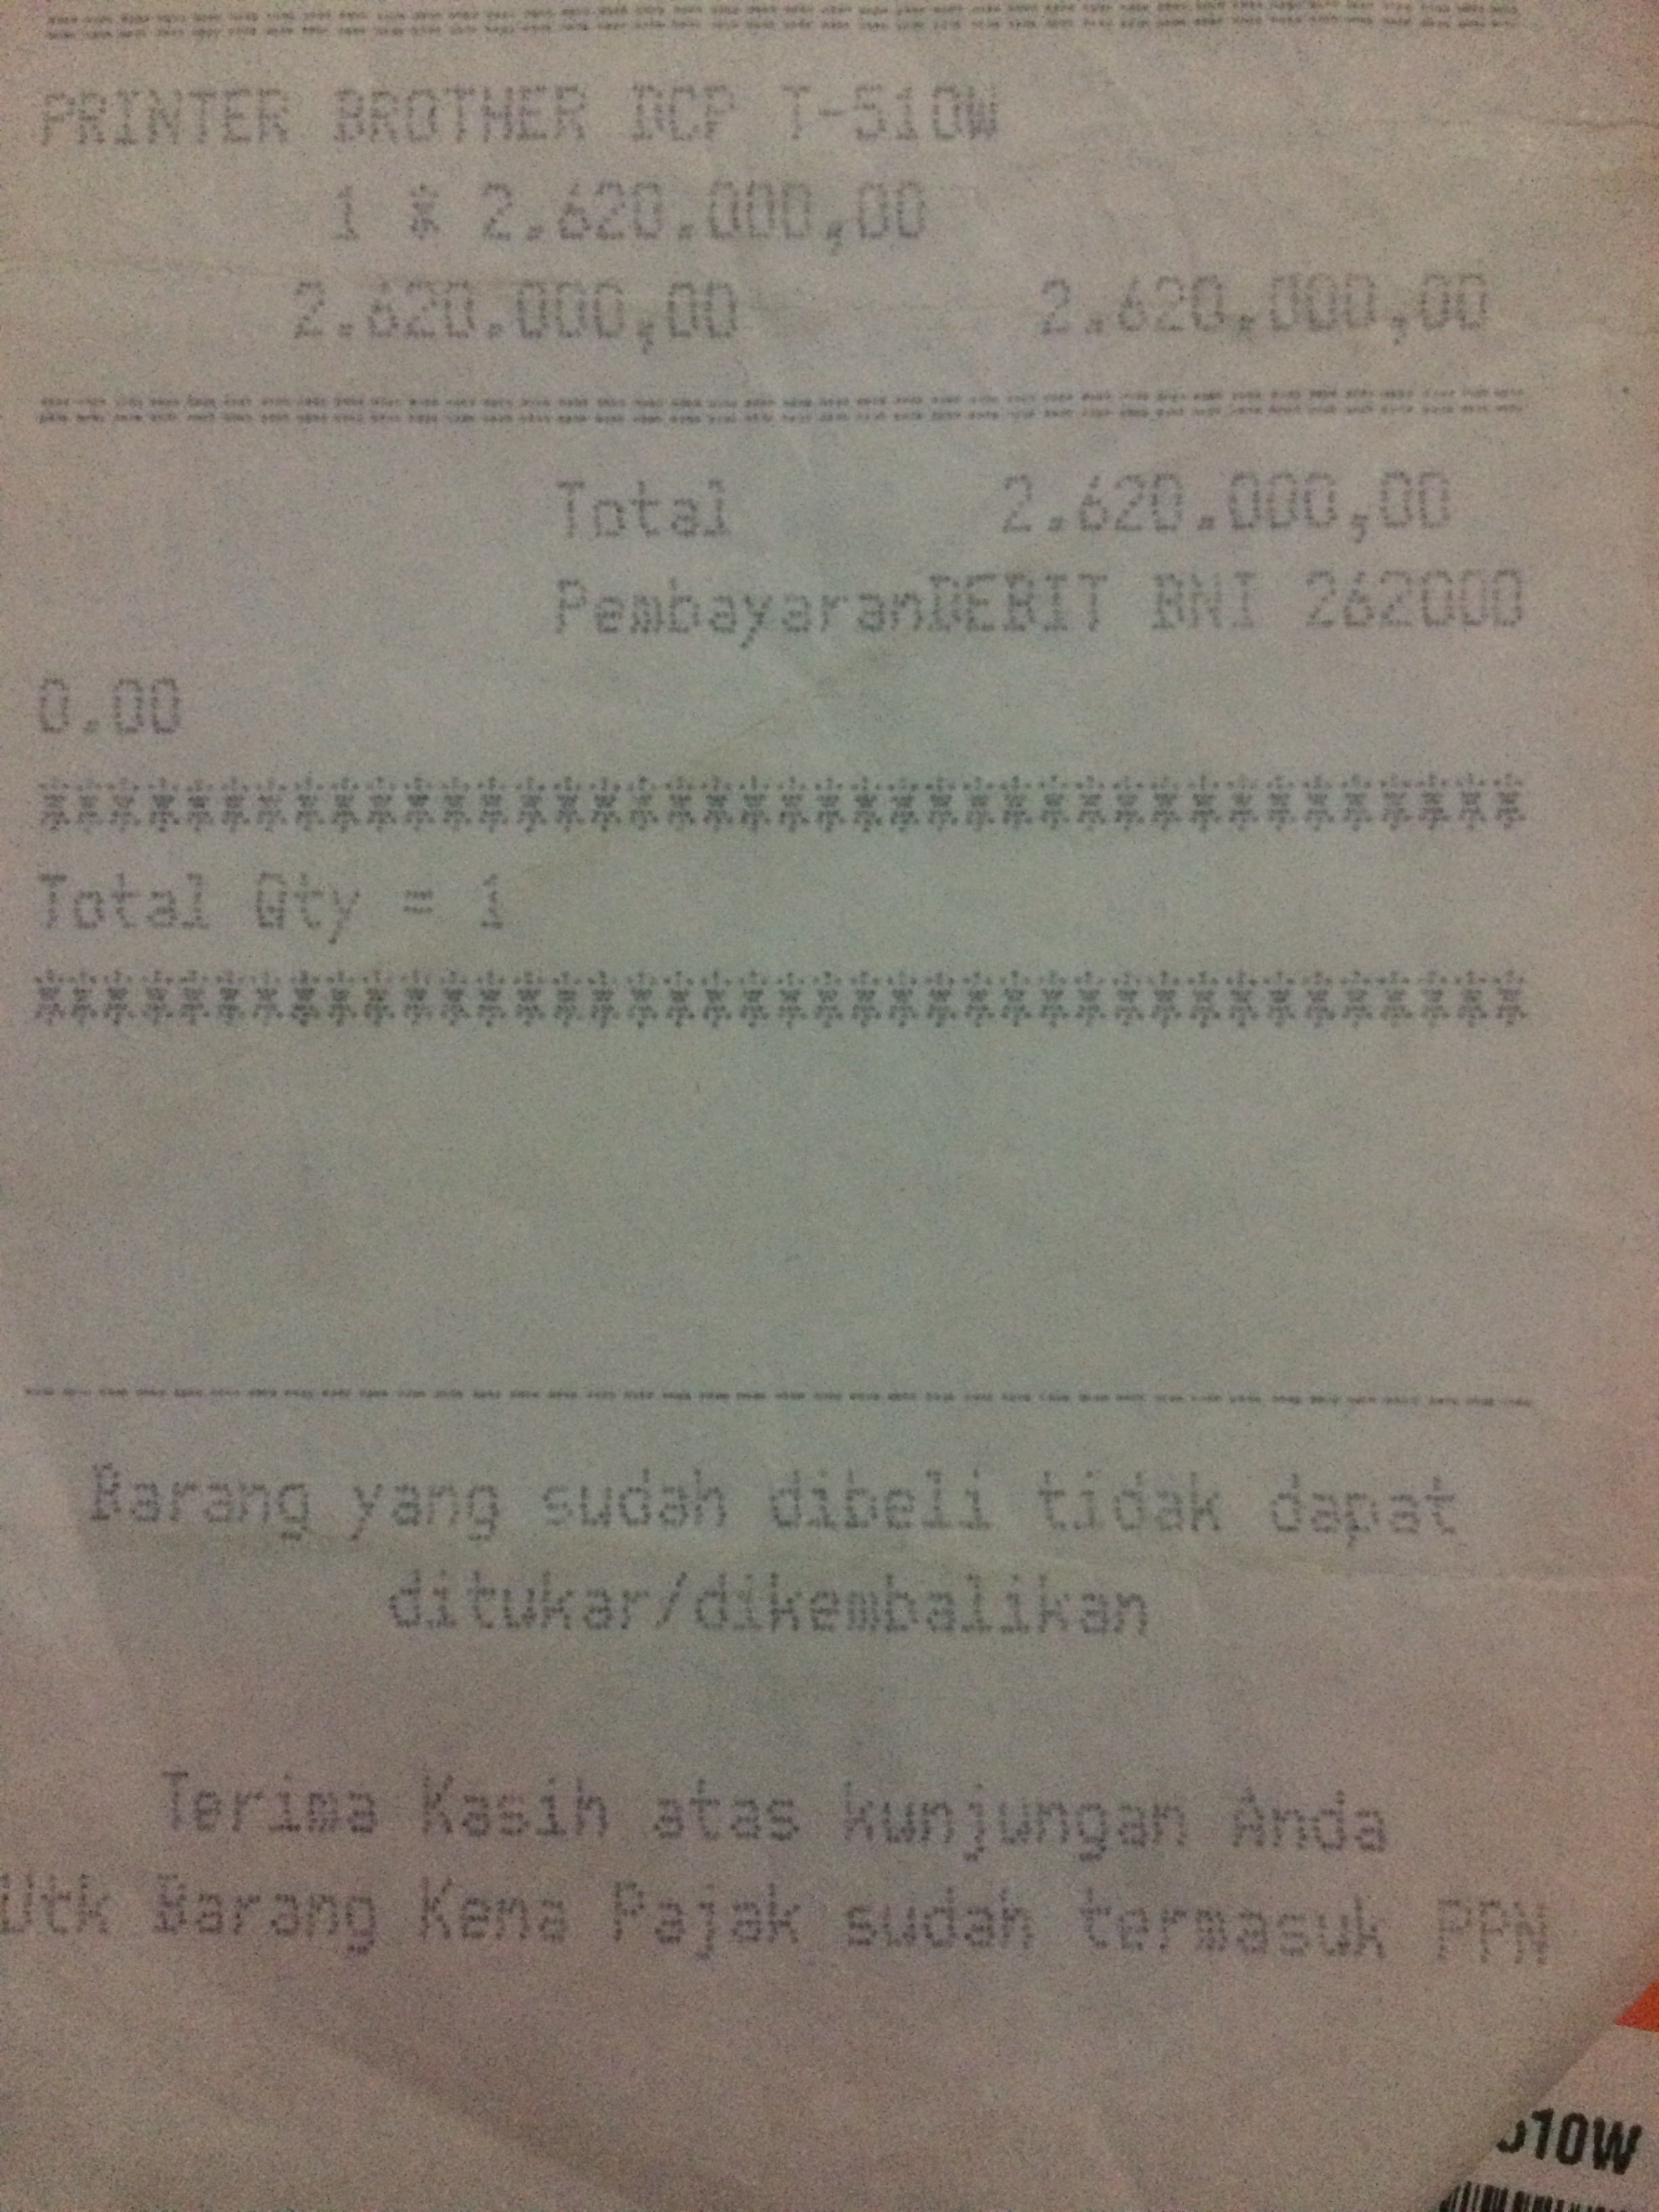 ================================================
PRINTER BROTHER DCP T-510W
1 * 2.620.000,00
2.620.000,00 2.620.000,00
========================================
Total 2.620.000,00
PembayaranDEBIT BNI 262000
0.00
****************************************
Total Qty = 1
****************************************
----------------------------------------
Barang yang sudah dibeli tidak dapat
ditukar/dikembalikan
Terima Kasih atas kunjungan Anda
Utk Barang Kena Pajak sudah termasuk PPN
510W